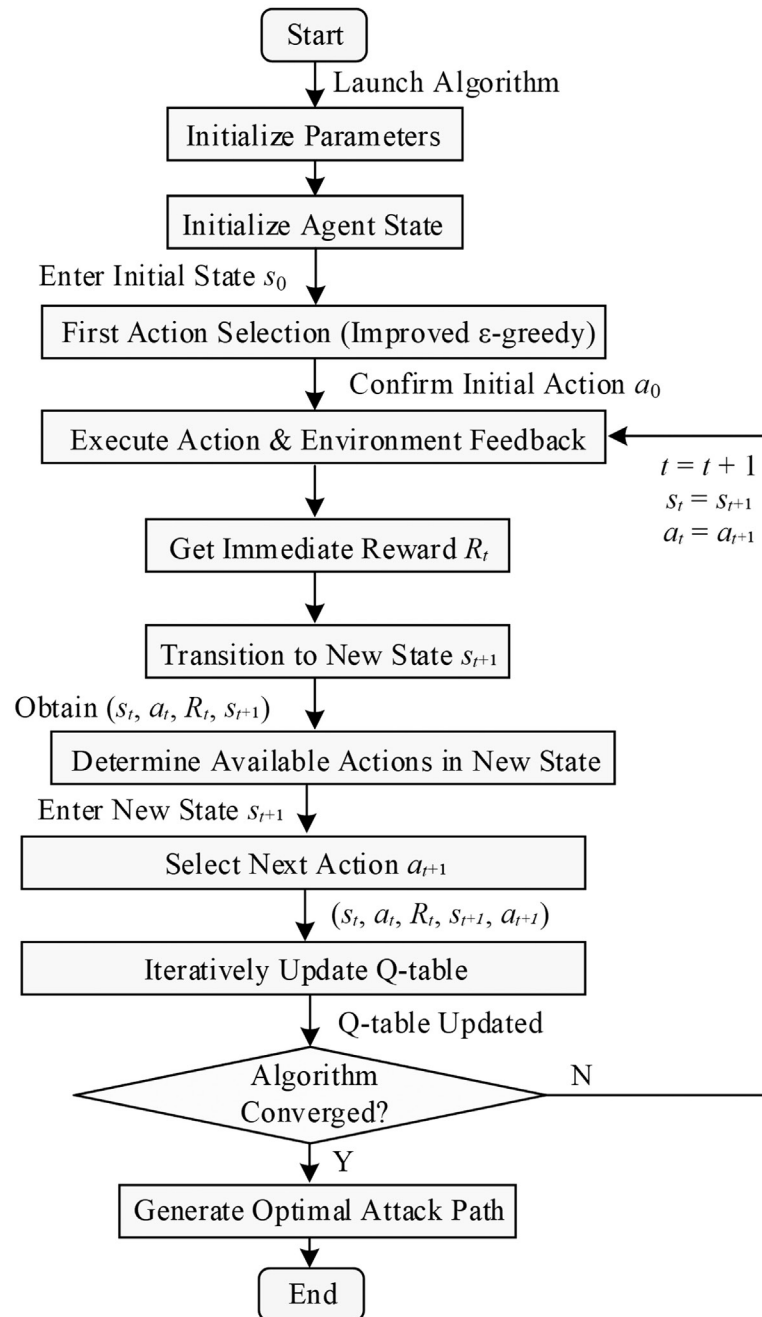 Start
Launch Algorithm
Initialize Parameters
Initialize Agent State
Enter Initial State s₀
First Action Selection (Improved ε-greedy)
Confirm Initial Action a₀
Execute Action & Environment Feedback
t = t + 1
sₜ = sₜ₊₁
aₜ = aₜ₊₁
Get Immediate Reward Rₜ
Transition to New State sₜ₊₁
Obtain (sₜ, aₜ, Rₜ, sₜ₊₁)
Determine Available Actions in New State
Enter New State sₜ₊₁
Select Next Action aₜ₊₁
(sₜ, aₜ, Rₜ, sₜ₊₁, aₜ₊₁)
Iteratively Update Q-table
Q-table Updated
Algorithm
Converged?
N
Y
Generate Optimal Attack Path
End